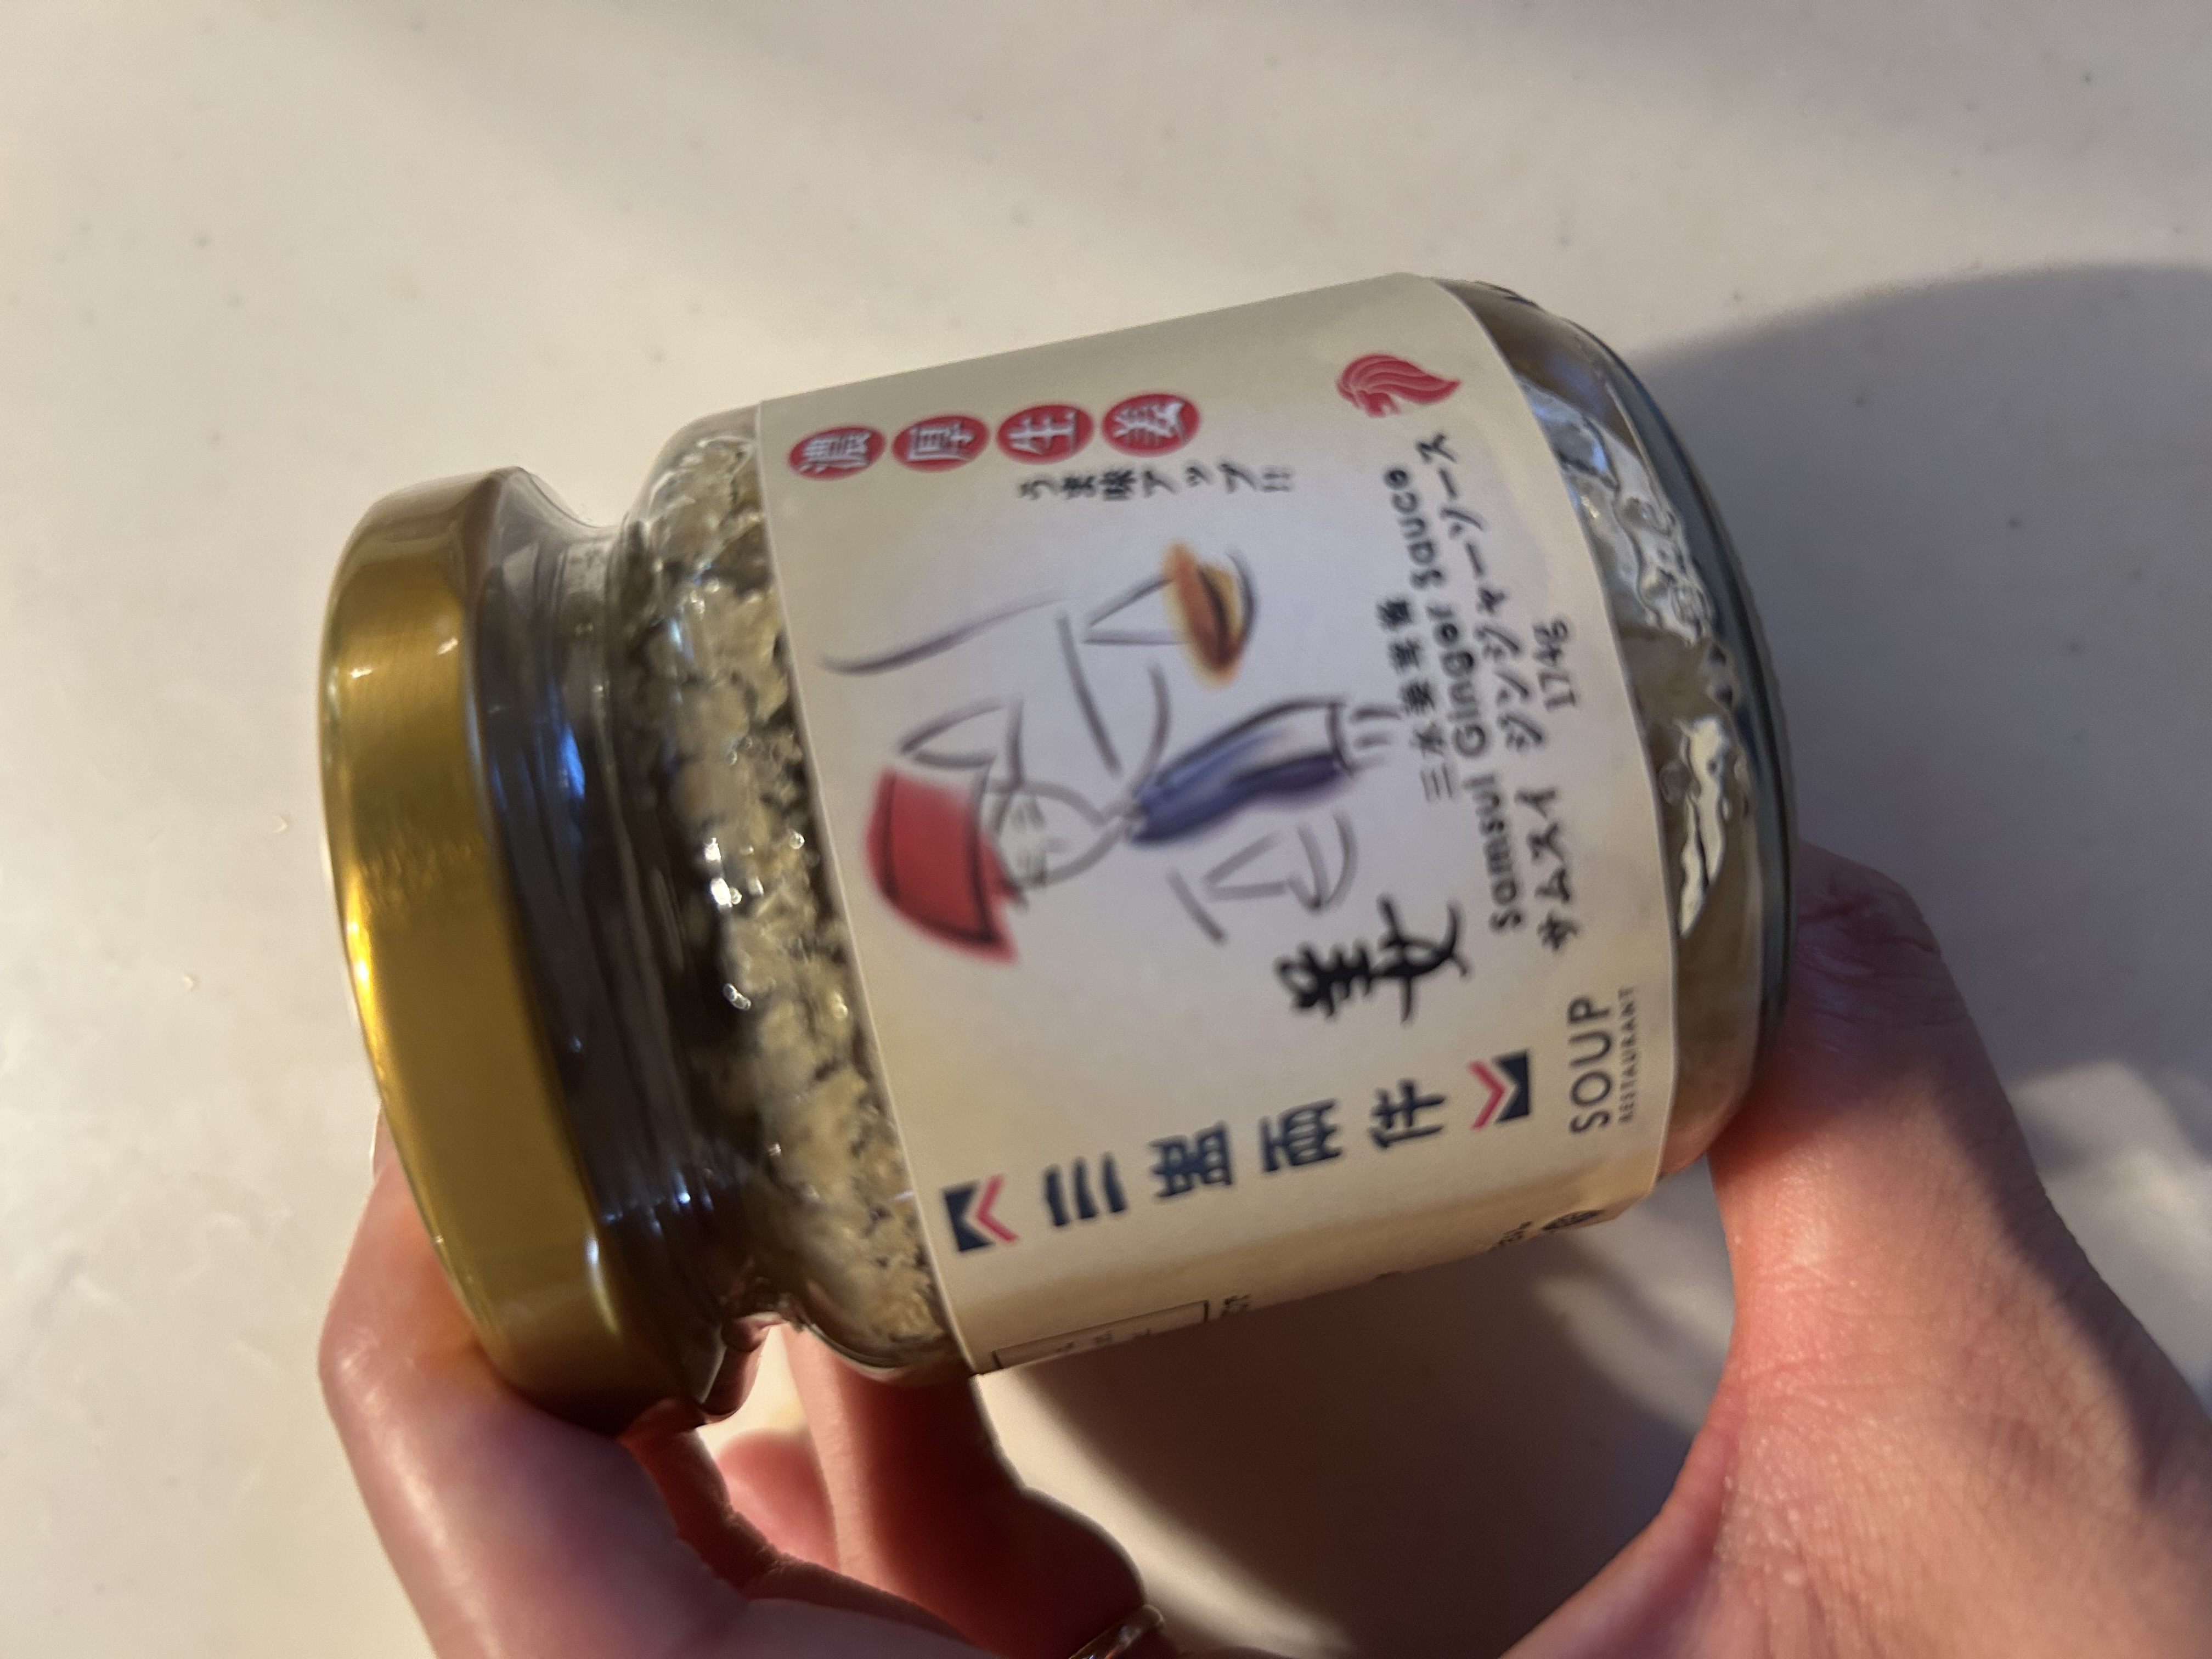 濃厚生姜
うま味アップ!!
姜
三水姜茸酱
Samsui Ginger Sauce
サムスイ ジンジャーソース
174g
三盅兩件
SOUP
RESTAURANT